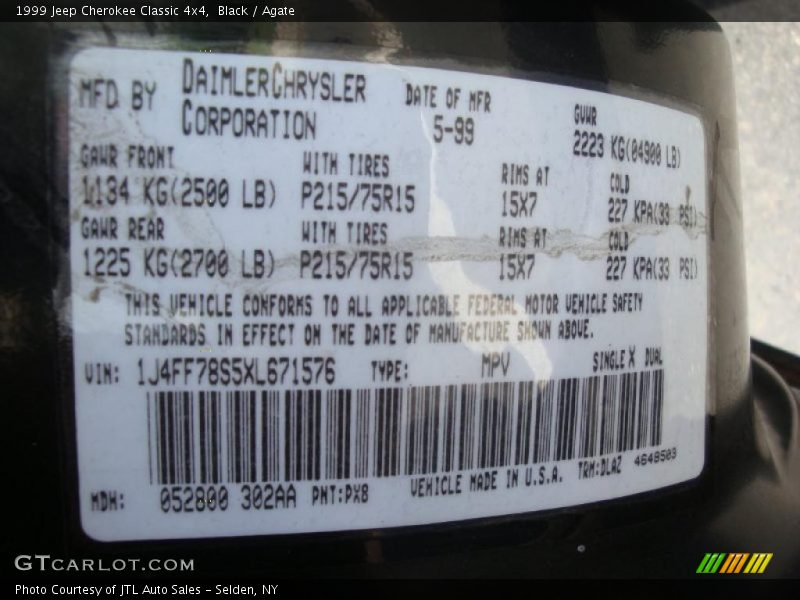 1999 Jeep Cherokee Classic 4x4, Black / Agate
MFD BY DAIMLERCHRYSLER CORPORATION
DATE OF MFR 5-99
GVWR 2223 KG(04900 LB)
GAWR FRONT WITH TIRES RIMS AT COLD
1134 KG(2500 LB) P215/75R15 15X7 227 KPA(33 PSI)
GAWR REAR WITH TIRES RIMS AT COLD
1225 KG(2700 LB) P215/75R15 15X7 227 KPA(33 PSI)
THIS VEHICLE CONFORMS TO ALL APPLICABLE FEDERAL MOTOR VEHICLE SAFETY
STANDARDS IN EFFECT ON THE DATE OF MANUFACTURE SHOWN ABOVE.
VIN: 1J4FF78S5XL671576 TYPE: MPV SINGLE X DUAL
MDH: 052800 302AA PNT:PX8 VEHICLE MADE IN U.S.A. TRM:DLAZ 4648503
GTCARLOT.COM
Photo Courtesy of JTL Auto Sales - Selden, NY